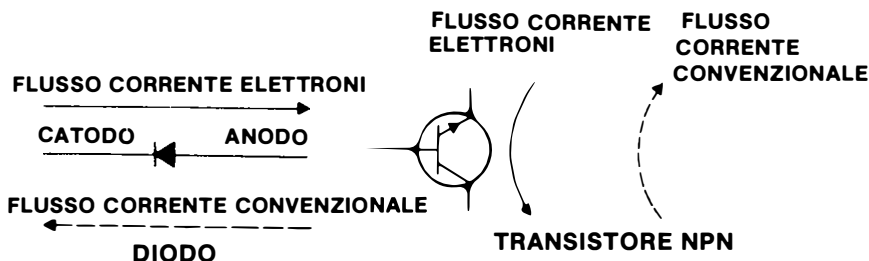 FLUSSO CORRENTE
ELETTRONI
FLUSSO
CORRENTE
CONVENZIONALE
FLUSSO CORRENTE ELETTRONI
CATODO ANODO
FLUSSO CORRENTE CONVENZIONALE
DIODO
TRANSISTORE NPN